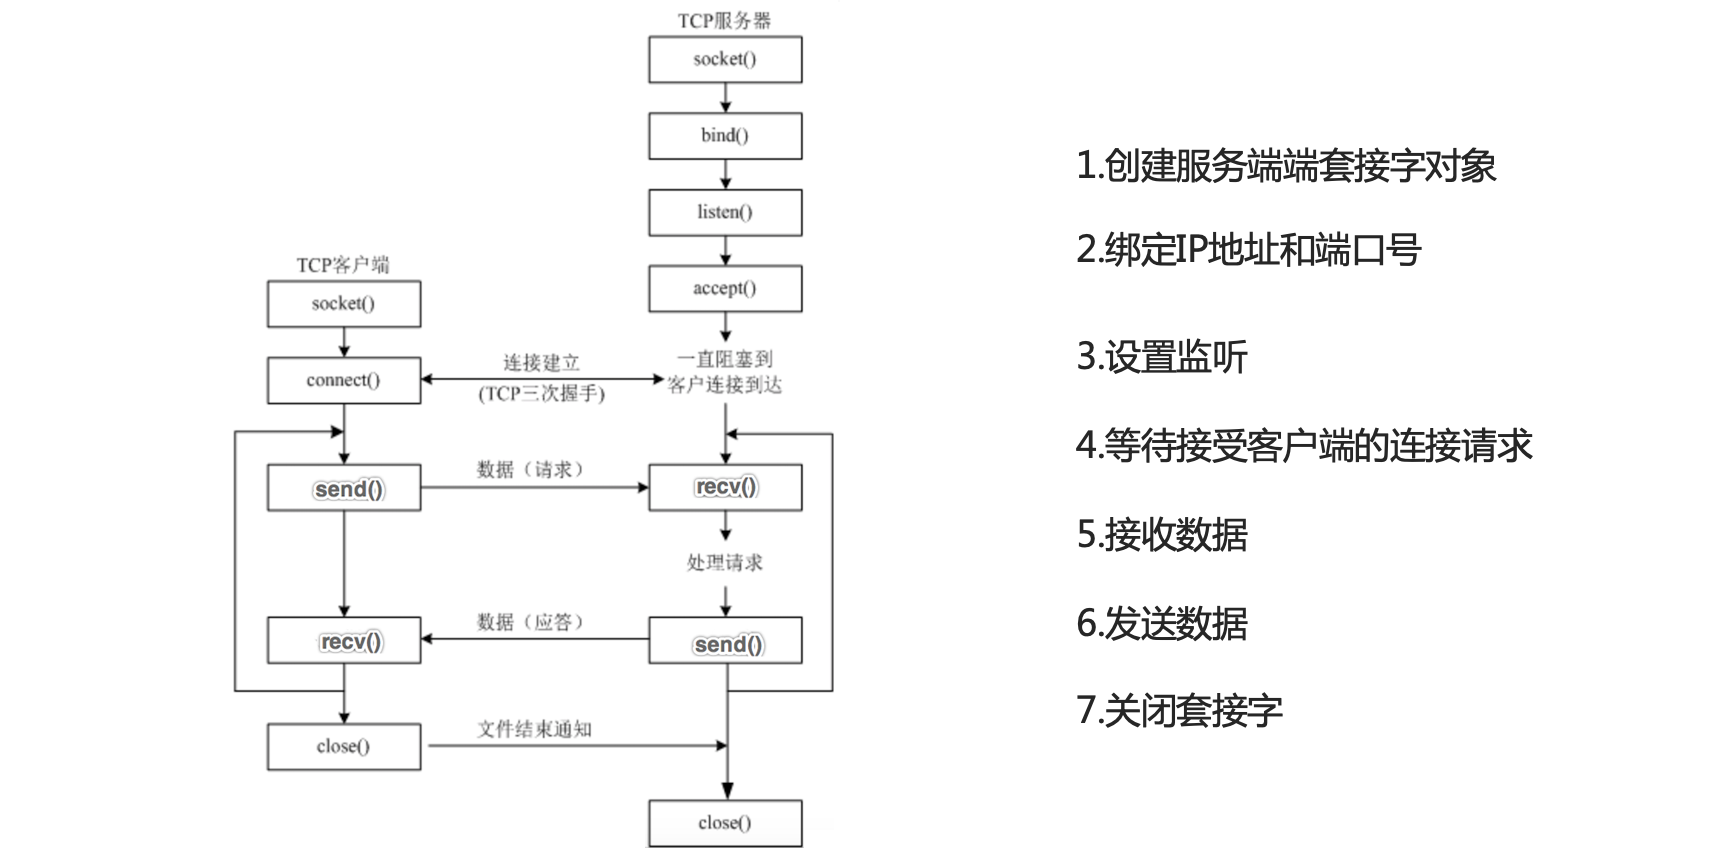 TCP服务器
socket()
bind()
listen()
accept()
一直阻塞到
客户连接到达
TCP客户端
socket()
connect()
连接建立
(TCP三次握手)
send()
数据（请求）
recv()
处理请求
recv()
数据（应答）
send()
close()
文件结束通知
close()
1.创建服务端端套接字对象
2.绑定IP地址和端口号
3.设置监听
4.等待接受客户端的连接请求
5.接收数据
6.发送数据
7.关闭套接字